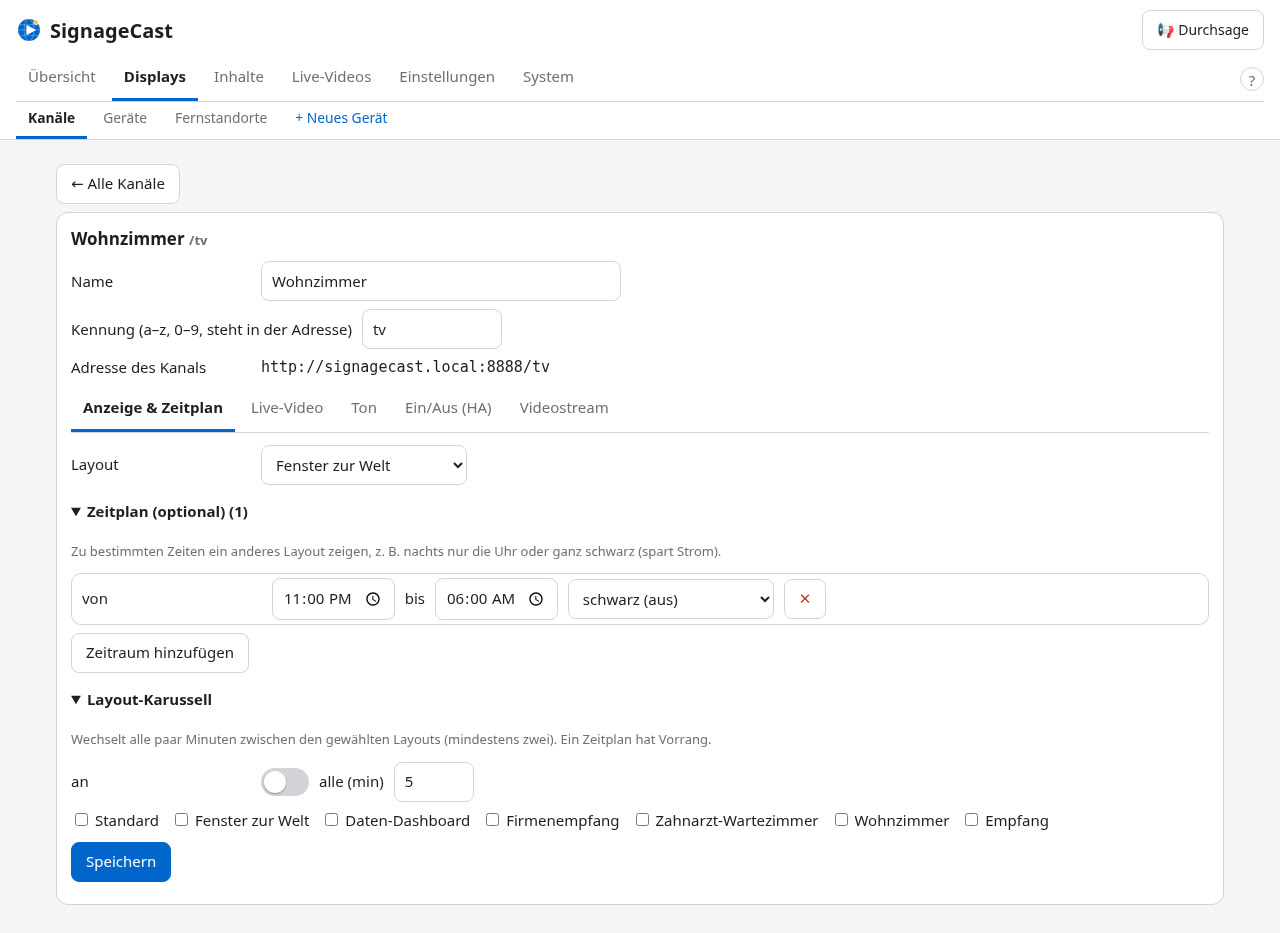 SignageCast
Durchsage
Übersicht Displays Inhalte Live-Videos Einstellungen System ?
Kanäle Geräte Fernstandorte + Neues Gerät
← Alle Kanäle
Wohnzimmer /tv
Name Wohnzimmer
Kennung (a–z, 0–9, steht in der Adresse) tv
Adresse des Kanals http://signagecast.local:8888/tv
Anzeige & Zeitplan Live-Video Ton Ein/Aus (HA) Videostream
Layout Fenster zur Welt
▼ Zeitplan (optional) (1)
Zu bestimmten Zeiten ein anderes Layout zeigen, z. B. nachts nur die Uhr oder ganz schwarz (spart Strom).
von 11:00 PM bis 06:00 AM schwarz (aus) ✕
Zeitraum hinzufügen
▼ Layout-Karussell
Wechselt alle paar Minuten zwischen den gewählten Layouts (mindestens zwei). Ein Zeitplan hat Vorrang.
an alle (min) 5
Standard Fenster zur Welt Daten-Dashboard Firmenempfang Zahnarzt-Wartezimmer Wohnzimmer Empfang
Speichern